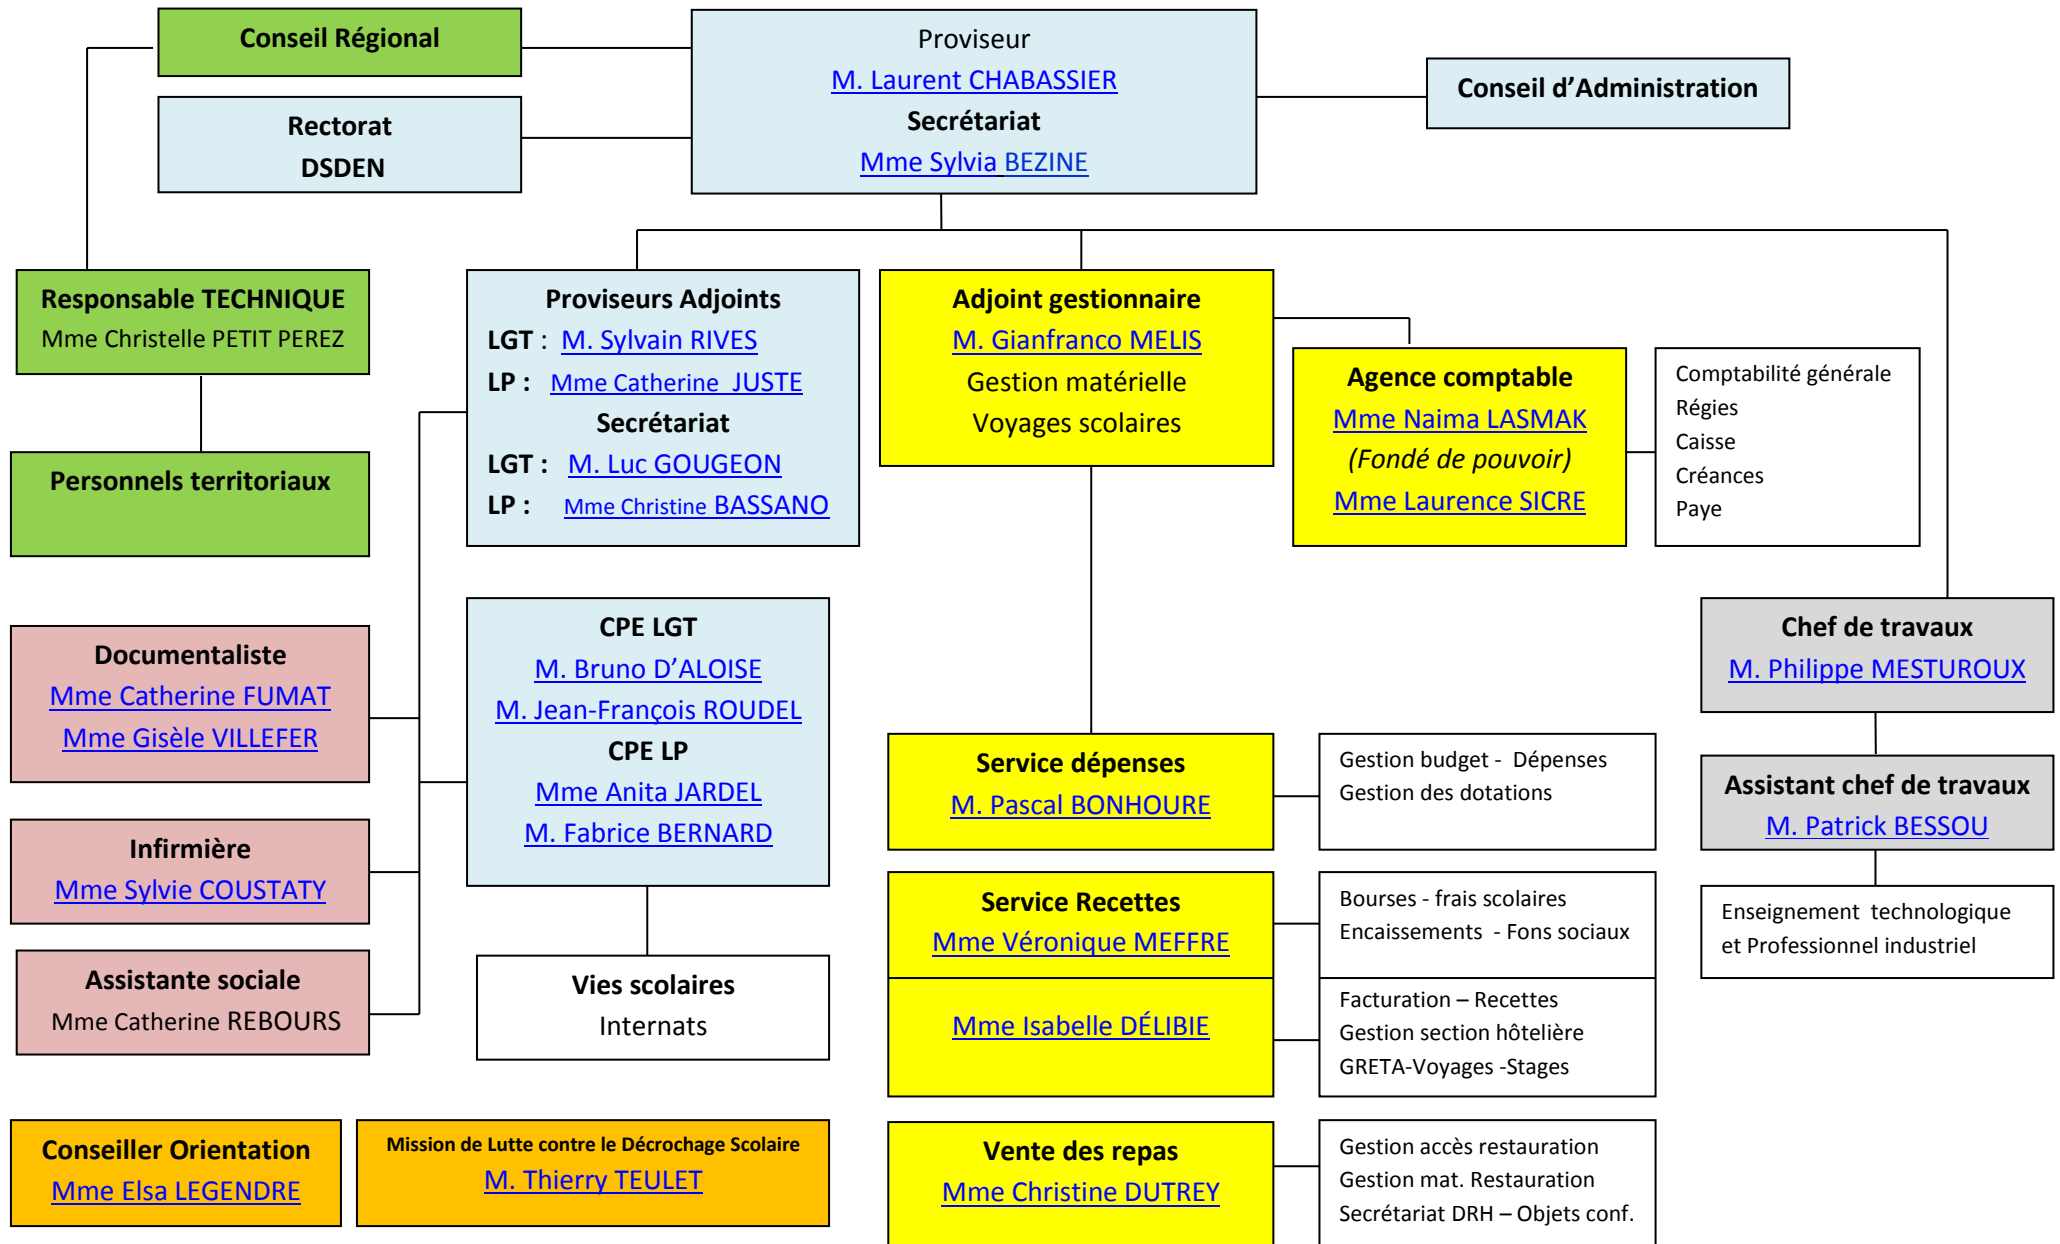 Conseil Régional
Rectorat
DSDEN
Proviseur
M. Laurent CHABASSIER
Secrétariat
Mme Sylvia BEZINE
Conseil d’Administration
Responsable TECHNIQUE
Mme Christelle PETIT PEREZ
Personnels territoriaux
Proviseurs Adjoints
LGT : M. Sylvain RIVES
LP : Mme Catherine JUSTE
Secrétariat
LGT : M. Luc GOUGEON
LP : Mme Christine BASSANO
Adjoint gestionnaire
M. Gianfranco MELIS
Gestion matérielle
Voyages scolaires
Agence comptable
Mme Naima LASMAK
(Fondé de pouvoir)
Mme Laurence SICRE
Comptabilité générale
Régies
Caisse
Créances
Paye
Documentaliste
Mme Catherine FUMAT
Mme Gisèle VILLEFER
Infirmière
Mme Sylvie COUSTATY
Assistante sociale
Mme Catherine REBOURS
CPE LGT
M. Bruno D’ALOISE
M. Jean-François ROUDEL
CPE LP
Mme Anita JARDEL
M. Fabrice BERNARD
Vies scolaires
Internats
Service dépenses
M. Pascal BONHOURE
Gestion budget - Dépenses
Gestion des dotations
Service Recettes
Mme Véronique MEFFRE
Bourses - frais scolaires
Encaissements - Fons sociaux
Mme Isabelle DÉLIBIE
Facturation – Recettes
Gestion section hôtelière
GRETA-Voyages -Stages
Chef de travaux
M. Philippe MESTUROUX
Assistant chef de travaux
M. Patrick BESSOU
Enseignement technologique
et Professionnel industriel
Conseiller Orientation
Mme Elsa LEGENDRE
Mission de Lutte contre le Décrochage Scolaire
M. Thierry TEULET
Vente des repas
Mme Christine DUTREY
Gestion accès restauration
Gestion mat. Restauration
Secrétariat DRH – Objets conf.